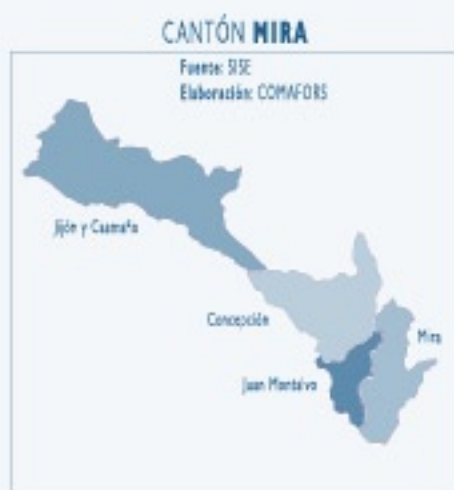 CANTÓN MIRA
Fuente: SISE
Elaboración: COMAFORS
Jijón y Caamaño
Concepción
Mira
Juan Montalvo